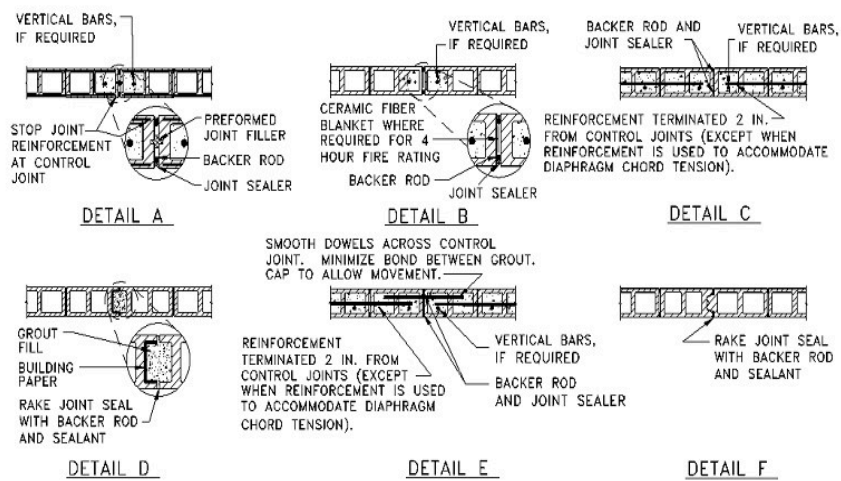 VERTICAL BARS,
IF REQUIRED
STOP JOINT
REINFORCEMENT
AT CONTROL
JOINT
PREFORMED
JOINT FILLER
BACKER ROD
JOINT SEALER
DETAIL A
VERTICAL BARS,
IF REQUIRED
CERAMIC FIBER
BLANKET WHERE
REQUIRED FOR 4
HOUR FIRE RATING
BACKER ROD
JOINT SEALER
DETAIL B
BACKER ROD AND
JOINT SEALER
VERTICAL BARS,
IF REQUIRED
REINFORCEMENT TERMINATED 2 IN.
FROM CONTROL JOINTS (EXCEPT WHEN
REINFORCEMENT IS USED TO ACCOMMODATE
DIAPHRAGM CHORD TENSION).
DETAIL C
GROUT
FILL
BUILDING
PAPER
RAKE JOINT SEAL
WITH BACKER ROD
AND SEALANT
DETAIL D
SMOOTH DOWELS ACROSS CONTROL
JOINT. MINIMIZE BOND BETWEEN GROUT.
CAP TO ALLOW MOVEMENT.
REINFORCEMENT
TERMINATED 2 IN. FROM
CONTROL JOINTS (EXCEPT
WHEN REINFORCEMENT IS USED
TO ACCOMMODATE DIAPHRAGM
CHORD TENSION).
VERTICAL BARS,
IF REQUIRED
BACKER ROD
AND JOINT SEALER
DETAIL E
RAKE JOINT SEAL
WITH BACKER ROD
AND SEALANT
DETAIL F